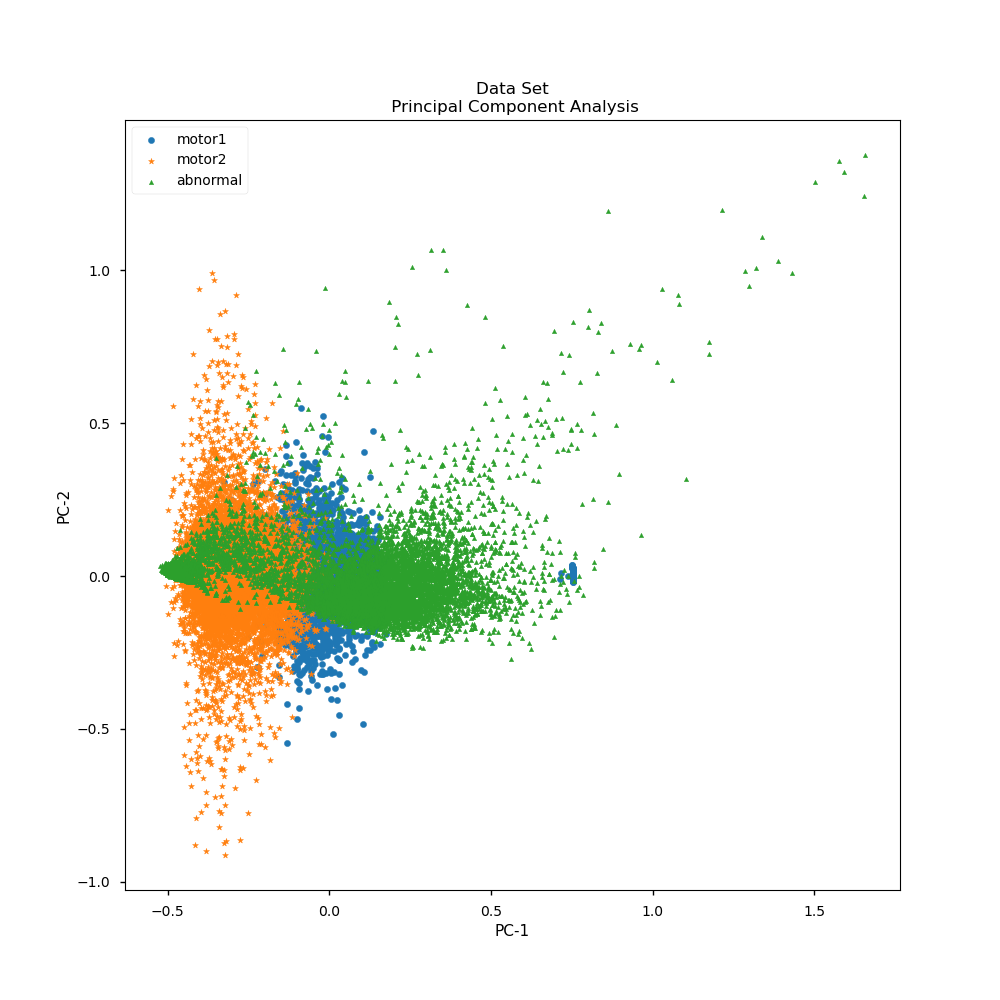 Data Set
Principal Component Analysis
motor1
motor2
abnormal
1.0
0.5
0.0
−0.5
−1.0
PC-2
−0.5
0.0
0.5
1.0
1.5
PC-1